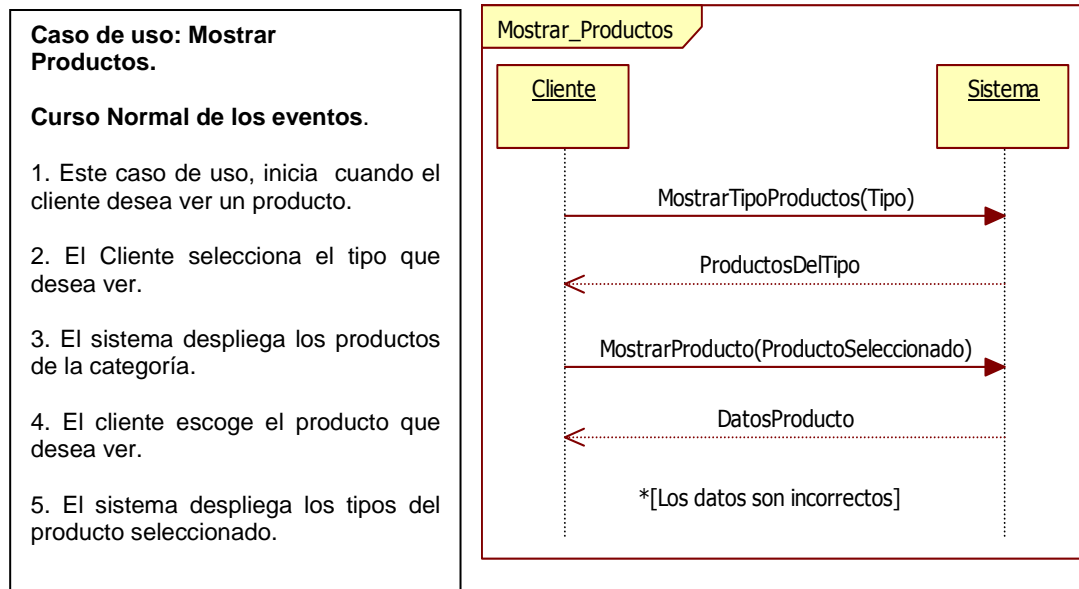 Caso de uso: Mostrar
Productos.
Curso Normal de los eventos.
1. Este caso de uso, inicia cuando el
cliente desea ver un producto.
2. El Cliente selecciona el tipo que
desea ver.
3. El sistema despliega los productos
de la categoría.
4. El cliente escoge el producto que
desea ver.
5. El sistema despliega los tipos del
producto seleccionado.
Mostrar_Productos
Cliente
Sistema
MostrarTipoProductos(Tipo)
ProductosDelTipo
MostrarProducto(ProductoSeleccionado)
DatosProducto
*[Los datos son incorrectos]